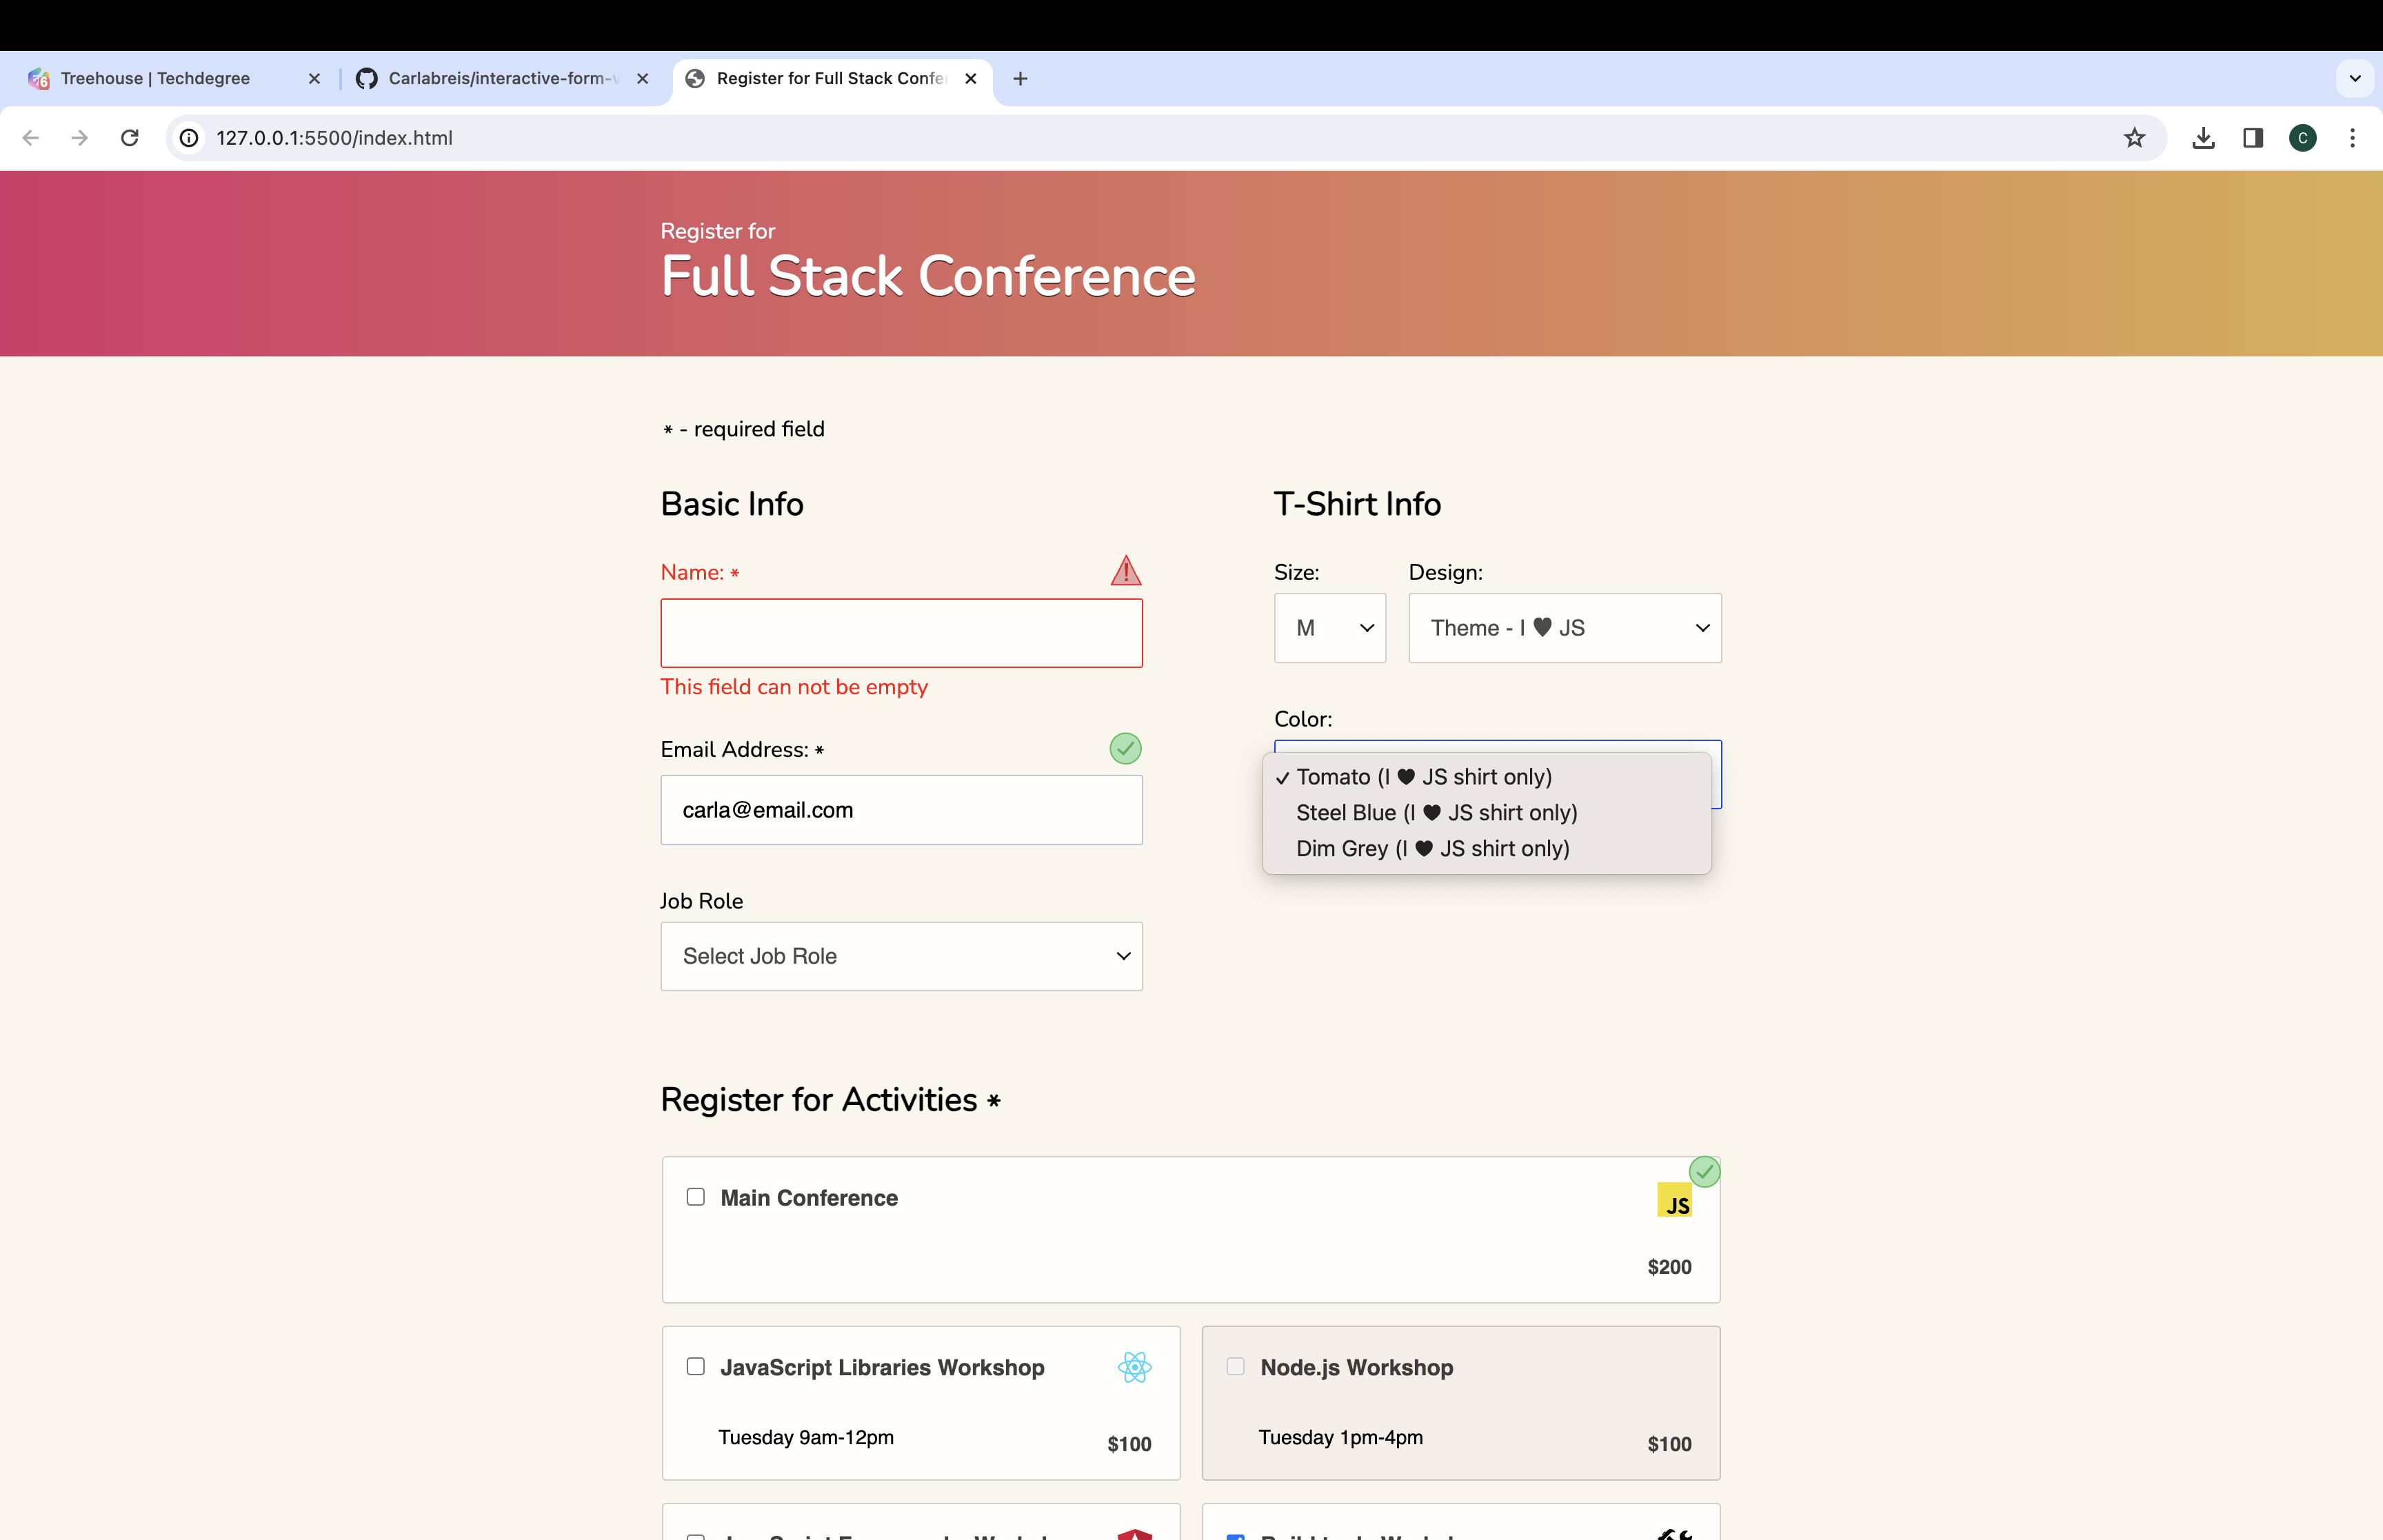 Treehouse | Techdegree
Carlabreis/interactive-form-
Register for Full Stack Confe
127.0.0.1:5500/index.html
C
Register for
Full Stack Conference
* - required field
Basic Info
Name: *
This field can not be empty
Email Address: *
carla@email.com
Job Role
Select Job Role
T-Shirt Info
Size:
Design:
M
Theme - I ♥ JS
Color:
✓ Tomato (I ♥ JS shirt only)
Steel Blue (I ♥ JS shirt only)
Dim Grey (I ♥ JS shirt only)
Register for Activities *
Main Conference
JS
$200
JavaScript Libraries Workshop
Tuesday 9am-12pm
$100
Node.js Workshop
Tuesday 1pm-4pm
$100